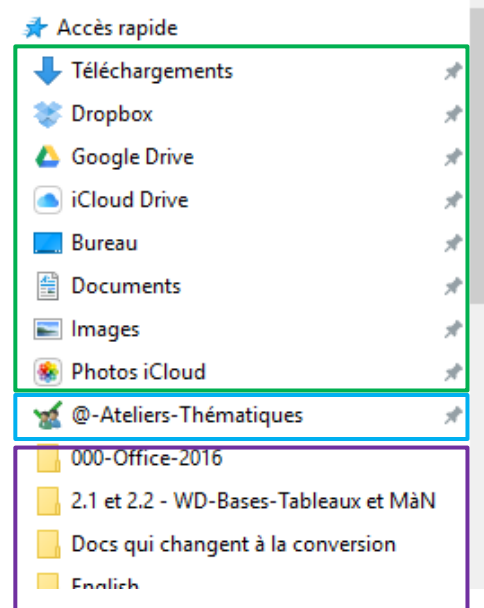 Accès rapide
Téléchargements
Dropbox
Google Drive
iCloud Drive
Bureau
Documents
Images
Photos iCloud
@-Ateliers-Thématiques
000-Office-2016
2.1 et 2.2 - WD-Bases-Tableaux et MàN
Docs qui changent à la conversion
English